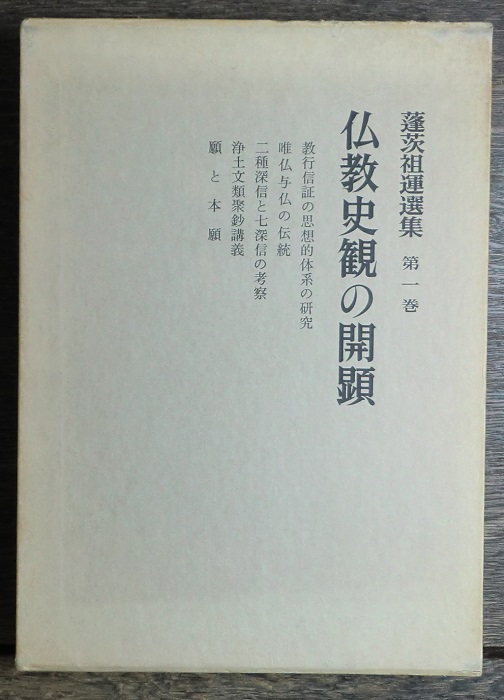 蓬茨祖運選集 第一巻
仏教史観の開顕
教行信証の思想的体系の研究
唯仏与仏の伝統
二種深信と七深信の考察
浄土文類聚鈔講義
願と本願